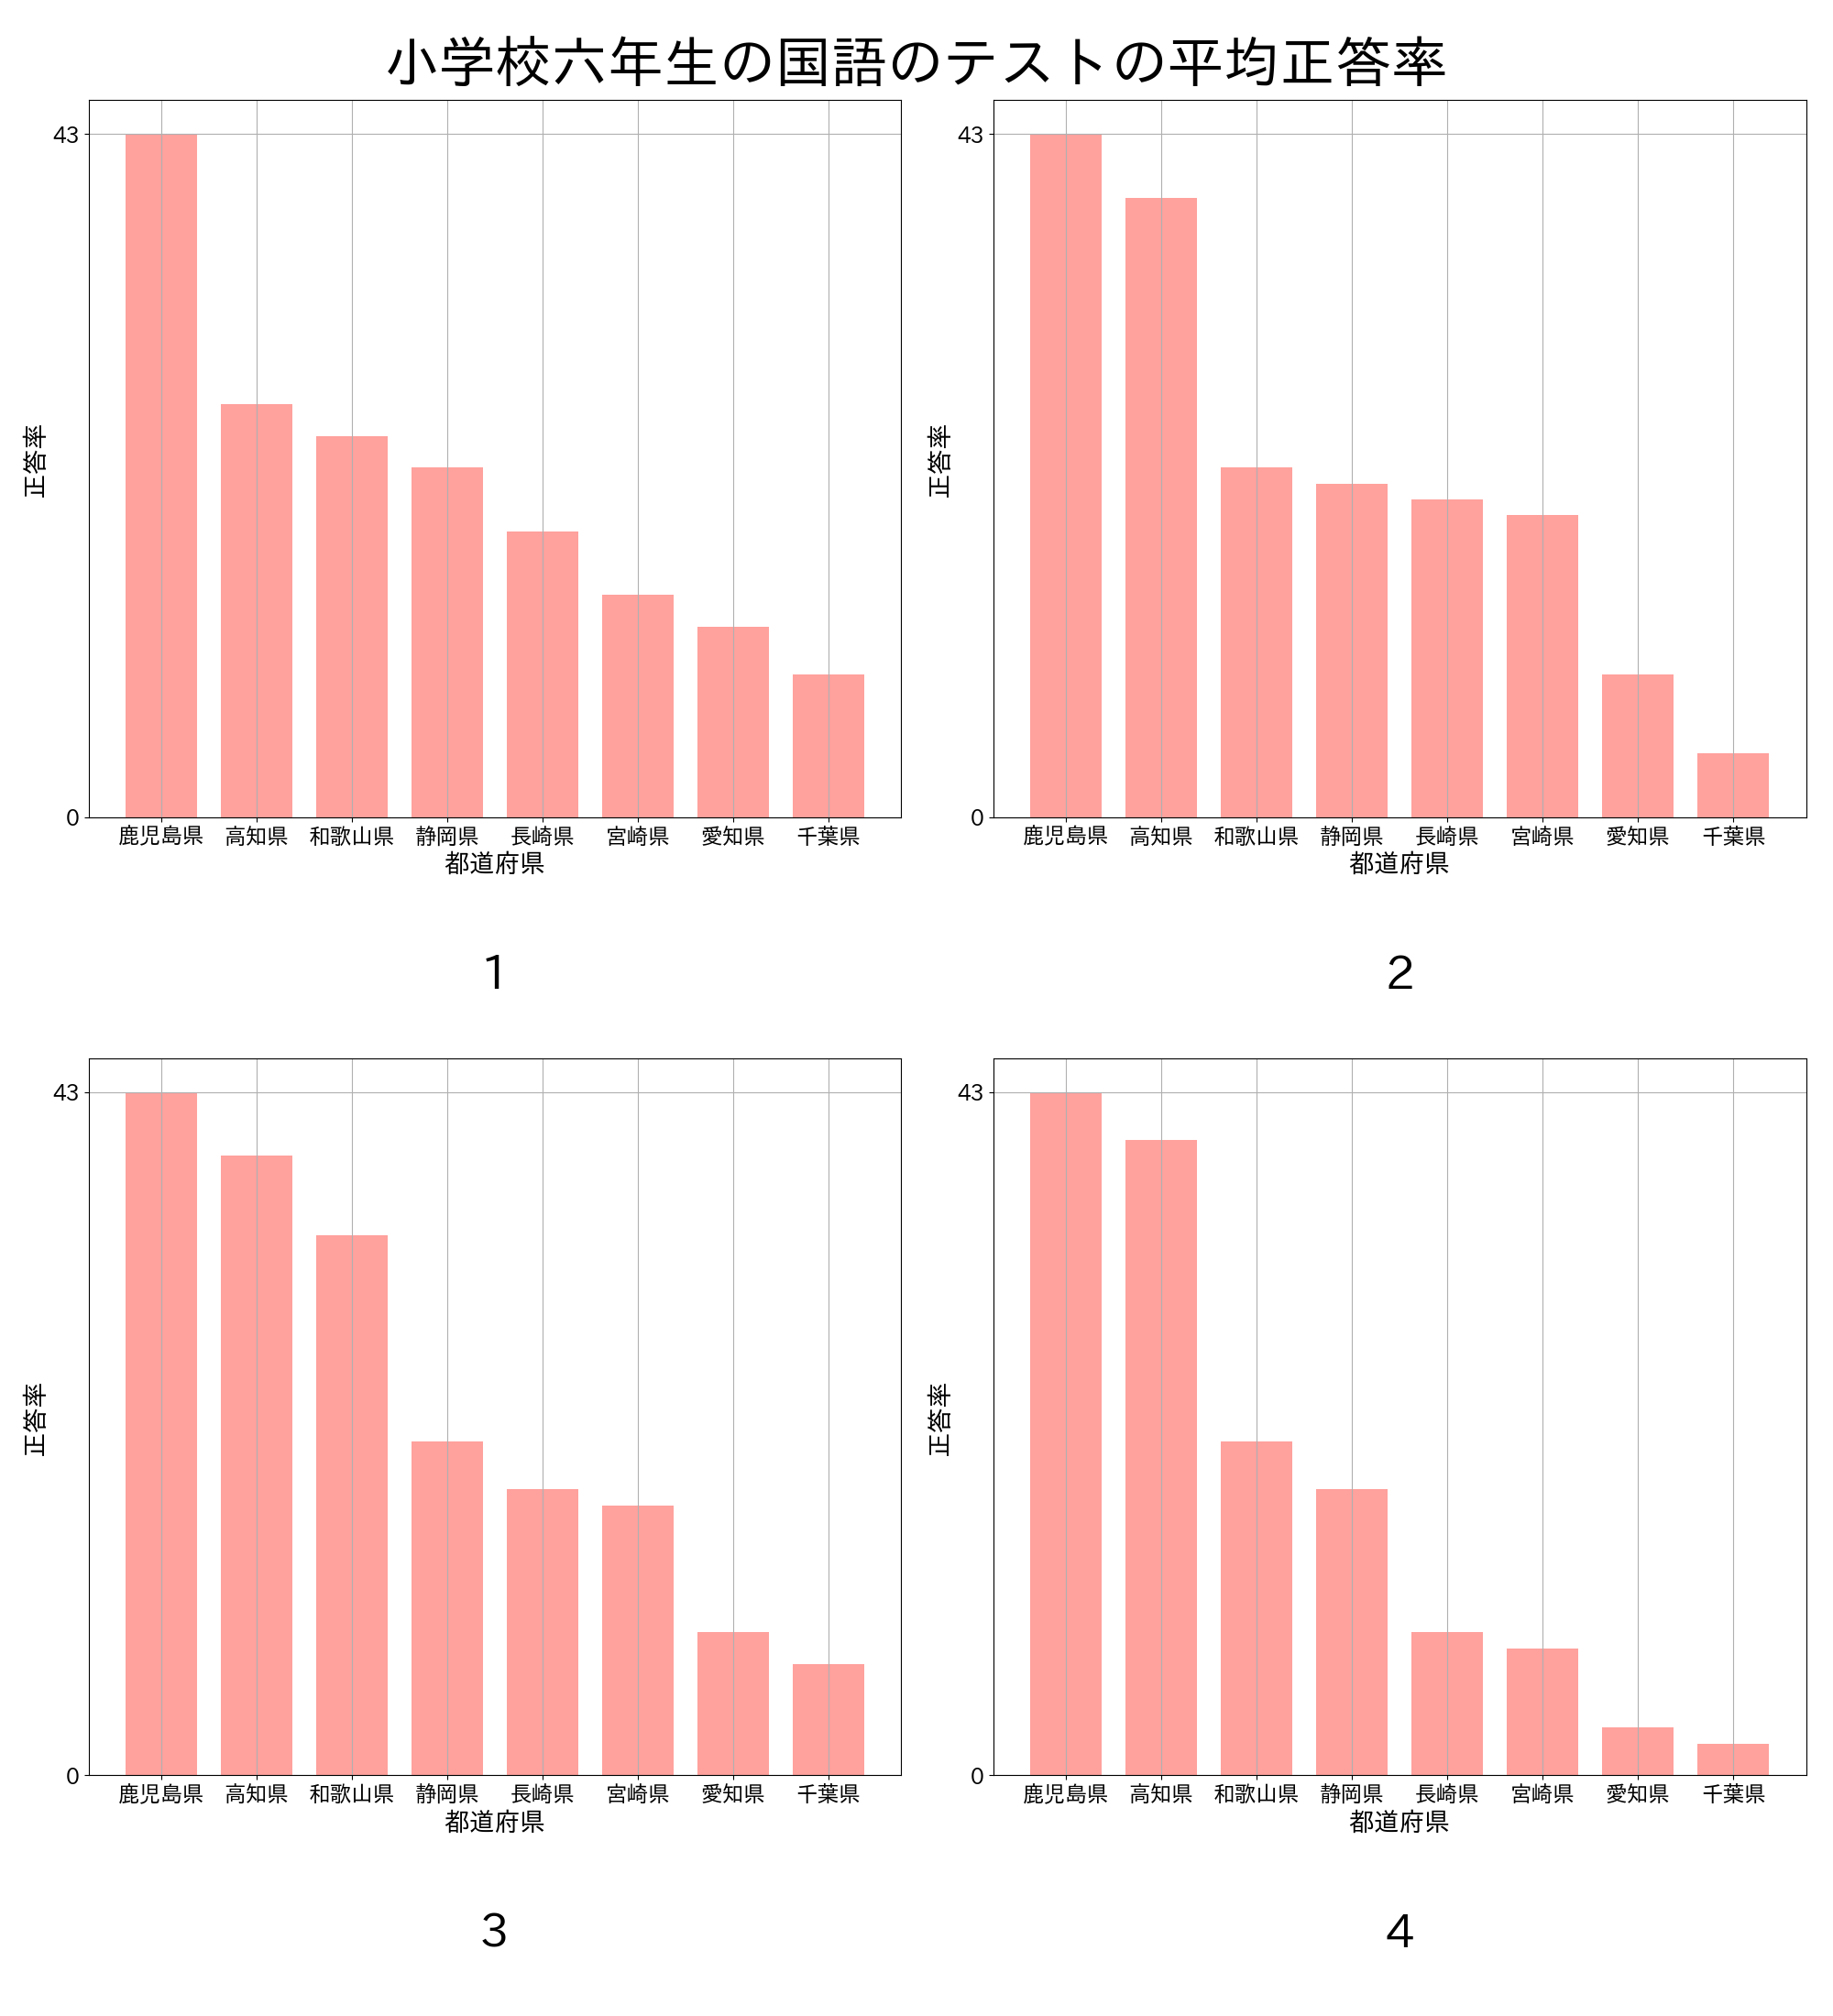 小学校六年生の国語のテストの平均正答率
43
0
正答率
鹿児島県 高知県 和歌山県 静岡県 長崎県 宮崎県 愛知県 千葉県
都道府県
1
43
0
正答率
鹿児島県 高知県 和歌山県 静岡県 長崎県 宮崎県 愛知県 千葉県
都道府県
2
43
0
正答率
鹿児島県 高知県 和歌山県 静岡県 長崎県 宮崎県 愛知県 千葉県
都道府県
3
43
0
正答率
鹿児島県 高知県 和歌山県 静岡県 長崎県 宮崎県 愛知県 千葉県
都道府県
4